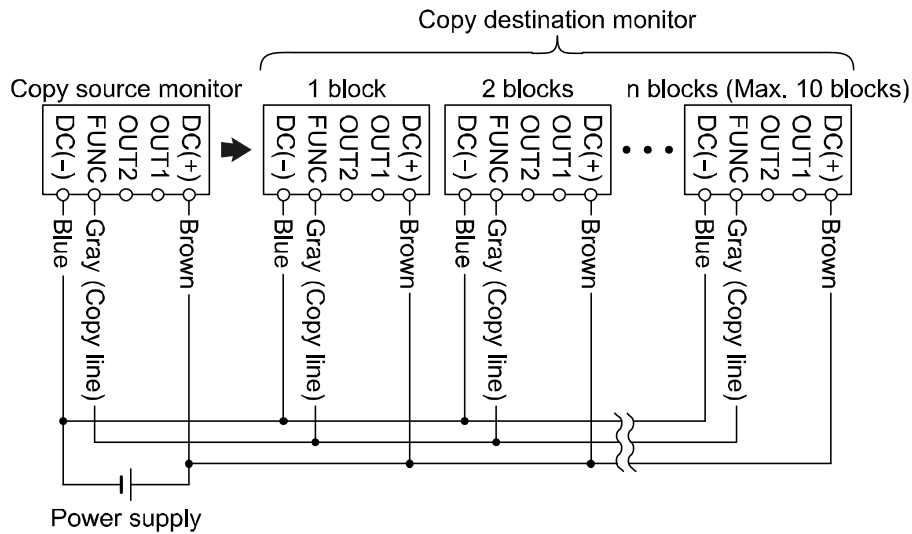 Copy destination monitor
Copy source monitor
1 block
2 blocks
n blocks (Max. 10 blocks)
DC(−)
FUNC
OUT2
OUT1
DC(+)
DC(−)
FUNC
OUT2
OUT1
DC(+)
DC(−)
FUNC
OUT2
OUT1
DC(+)
DC(−)
FUNC
OUT2
OUT1
DC(+)
Blue
Gray (Copy line)
Brown
Blue
Gray (Copy line)
Brown
Blue
Gray (Copy line)
Brown
Blue
Gray (Copy line)
Brown
Power supply